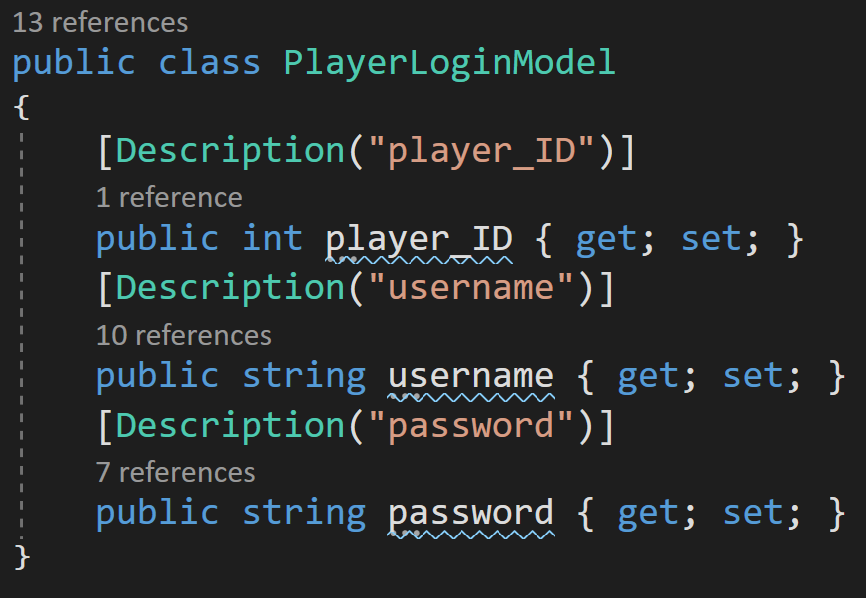 13 references
public class PlayerLoginModel
{
[Description("player_ID")]
1 reference
public int player_ID { get; set; }
[Description("username")]
10 references
public string username { get; set; }
[Description("password")]
7 references
public string password { get; set; }
}